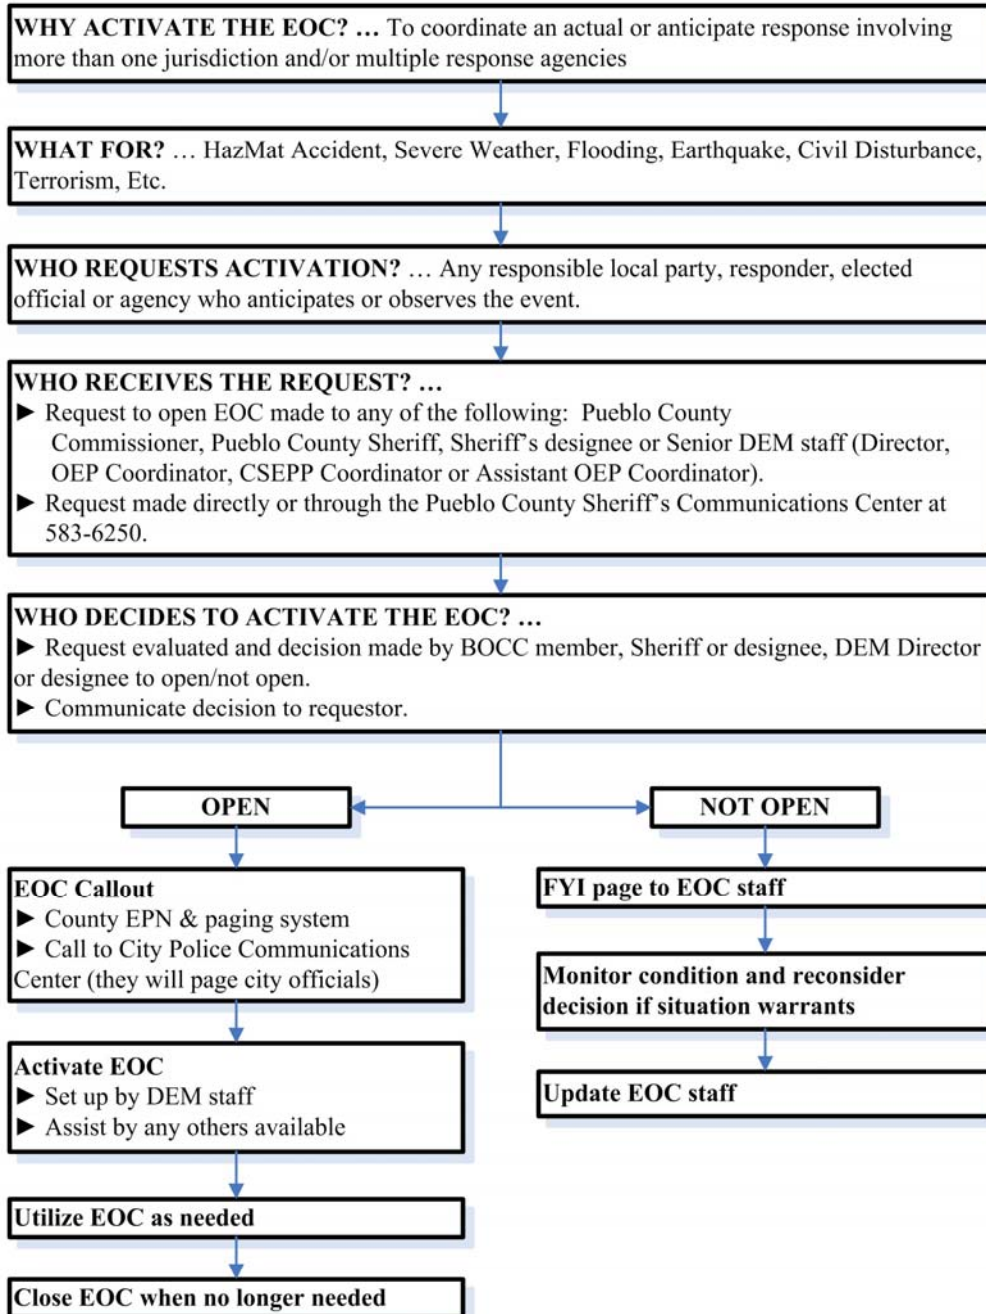 WHY ACTIVATE THE EOC? ... To coordinate an actual or anticipate response involving
more than one jurisdiction and/or multiple response agencies
WHAT FOR? ... HazMat Accident, Severe Weather, Flooding, Earthquake, Civil Disturbance,
Terrorism, Etc.
WHO REQUESTS ACTIVATION? ... Any responsible local party, responder, elected
official or agency who anticipates or observes the event.
WHO RECEIVES THE REQUEST? ...
► Request to open EOC made to any of the following: Pueblo County
Commissioner, Pueblo County Sheriff, Sheriff's designee or Senior DEM staff (Director,
OEP Coordinator, CSEPP Coordinator or Assistant OEP Coordinator).
► Request made directly or through the Pueblo County Sheriff's Communications Center at
583-6250.
WHO DECIDES TO ACTIVATE THE EOC? ...
► Request evaluated and decision made by BOCC member, Sheriff or designee, DEM Director
or designee to open/not open.
► Communicate decision to requestor.
OPEN
EOC Callout
► County EPN & paging system
► Call to City Police Communications
Center (they will page city officials)
Activate EOC
► Set up by DEM staff
► Assist by any others available
Utilize EOC as needed
Close EOC when no longer needed
NOT OPEN
FYI page to EOC staff
Monitor condition and reconsider
decision if situation warrants
Update EOC staff